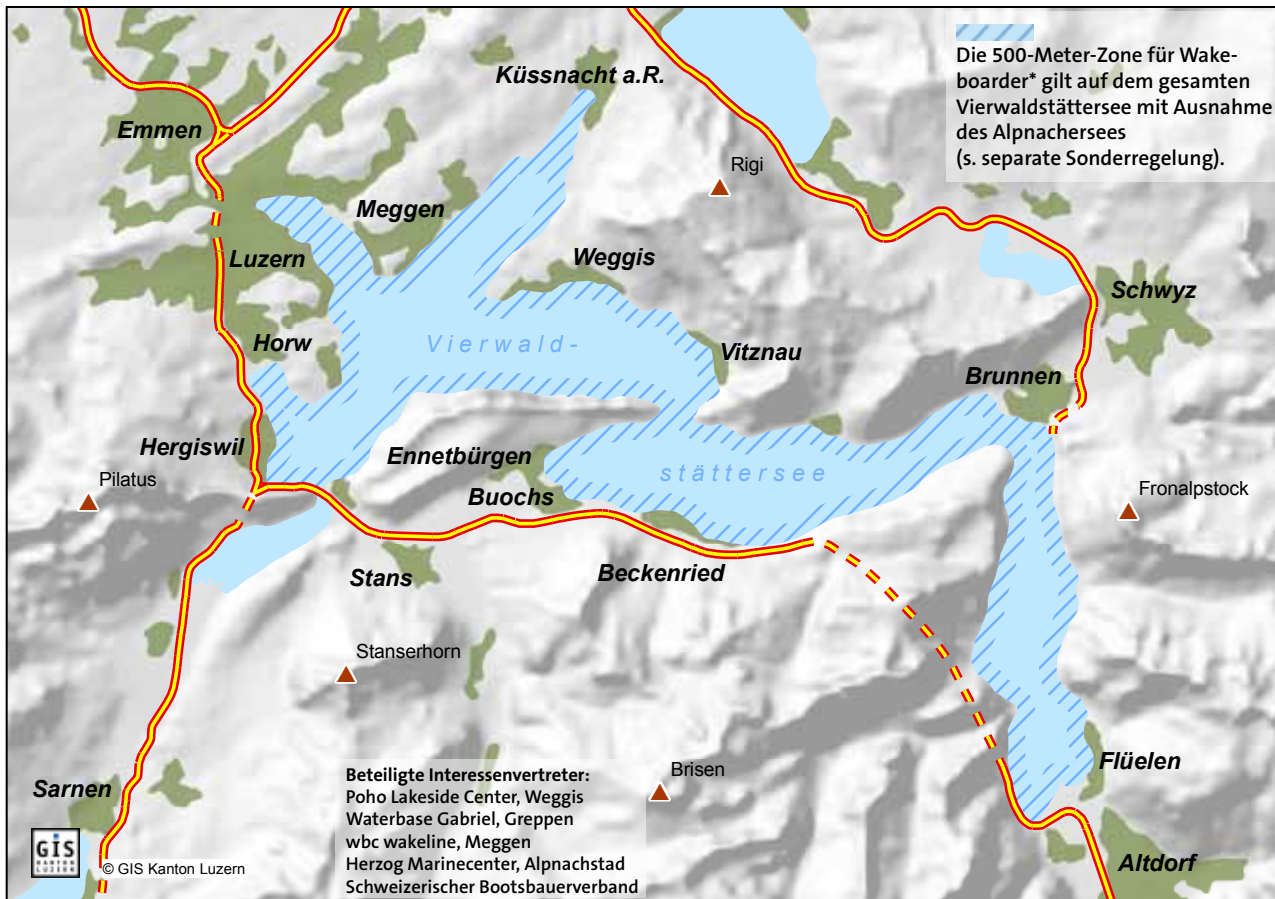 Die 500-Meter-Zone für Wake-
boarder* gilt auf dem gesamten
Vierwaldstättersee mit Ausnahme
des Alpnachersees
(s. separate Sonderregelung).
Küssnacht a.R.
Emmen
Rigi
Meggen
Luzern
Weggis
Schwyz
Horw
Vierwald-
Vitznau
Brunnen
Hergiswil
Ennetbürgen
stättersee
Pilatus
Buochs
Fronalpstock
Stans
Beckenried
Stanserhorn
Flüelen
Brisen
Sarnen
Beteiligte Interessenvertreter:
Poho Lakeside Center, Weggis
Waterbase Gabriel, Greppen
wbc wakeline, Meggen
Herzog Marinecenter, Alpnachstad
Schweizerischer Bootsbauerverband
Altdorf
GIS
KANTON
LUZERN
© GIS Kanton Luzern